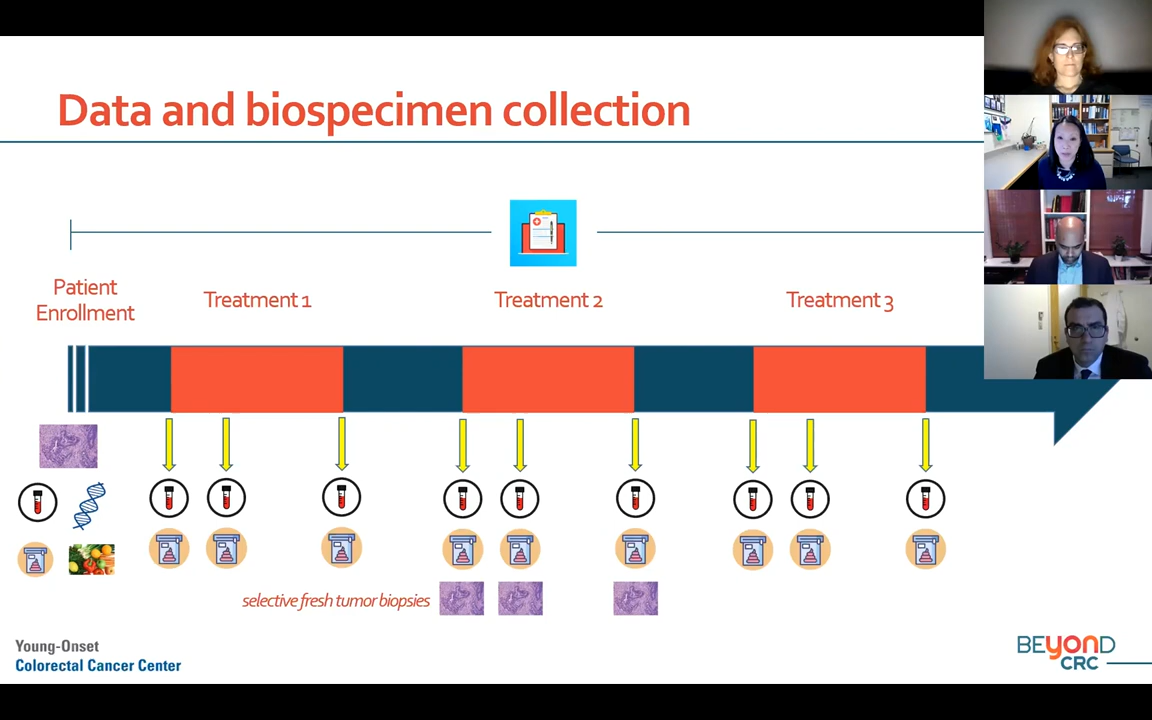 Data and biospecimen collection
Patient
Enrollment
Treatment 1
Treatment 2
Treatment 3
selective fresh tumor biopsies
Young-Onset
Colorectal Cancer Center
BEyonD
CRC